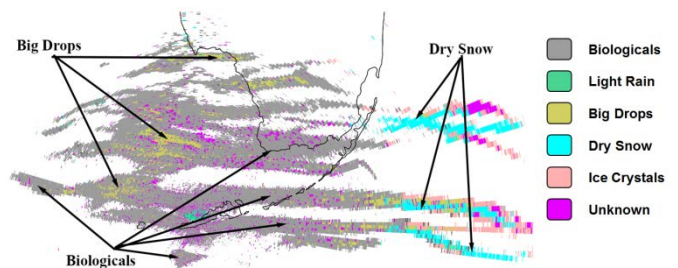 Big Drops
Dry Snow
Biologicals
Biologicals
Light Rain
Big Drops
Dry Snow
Ice Crystals
Unknown